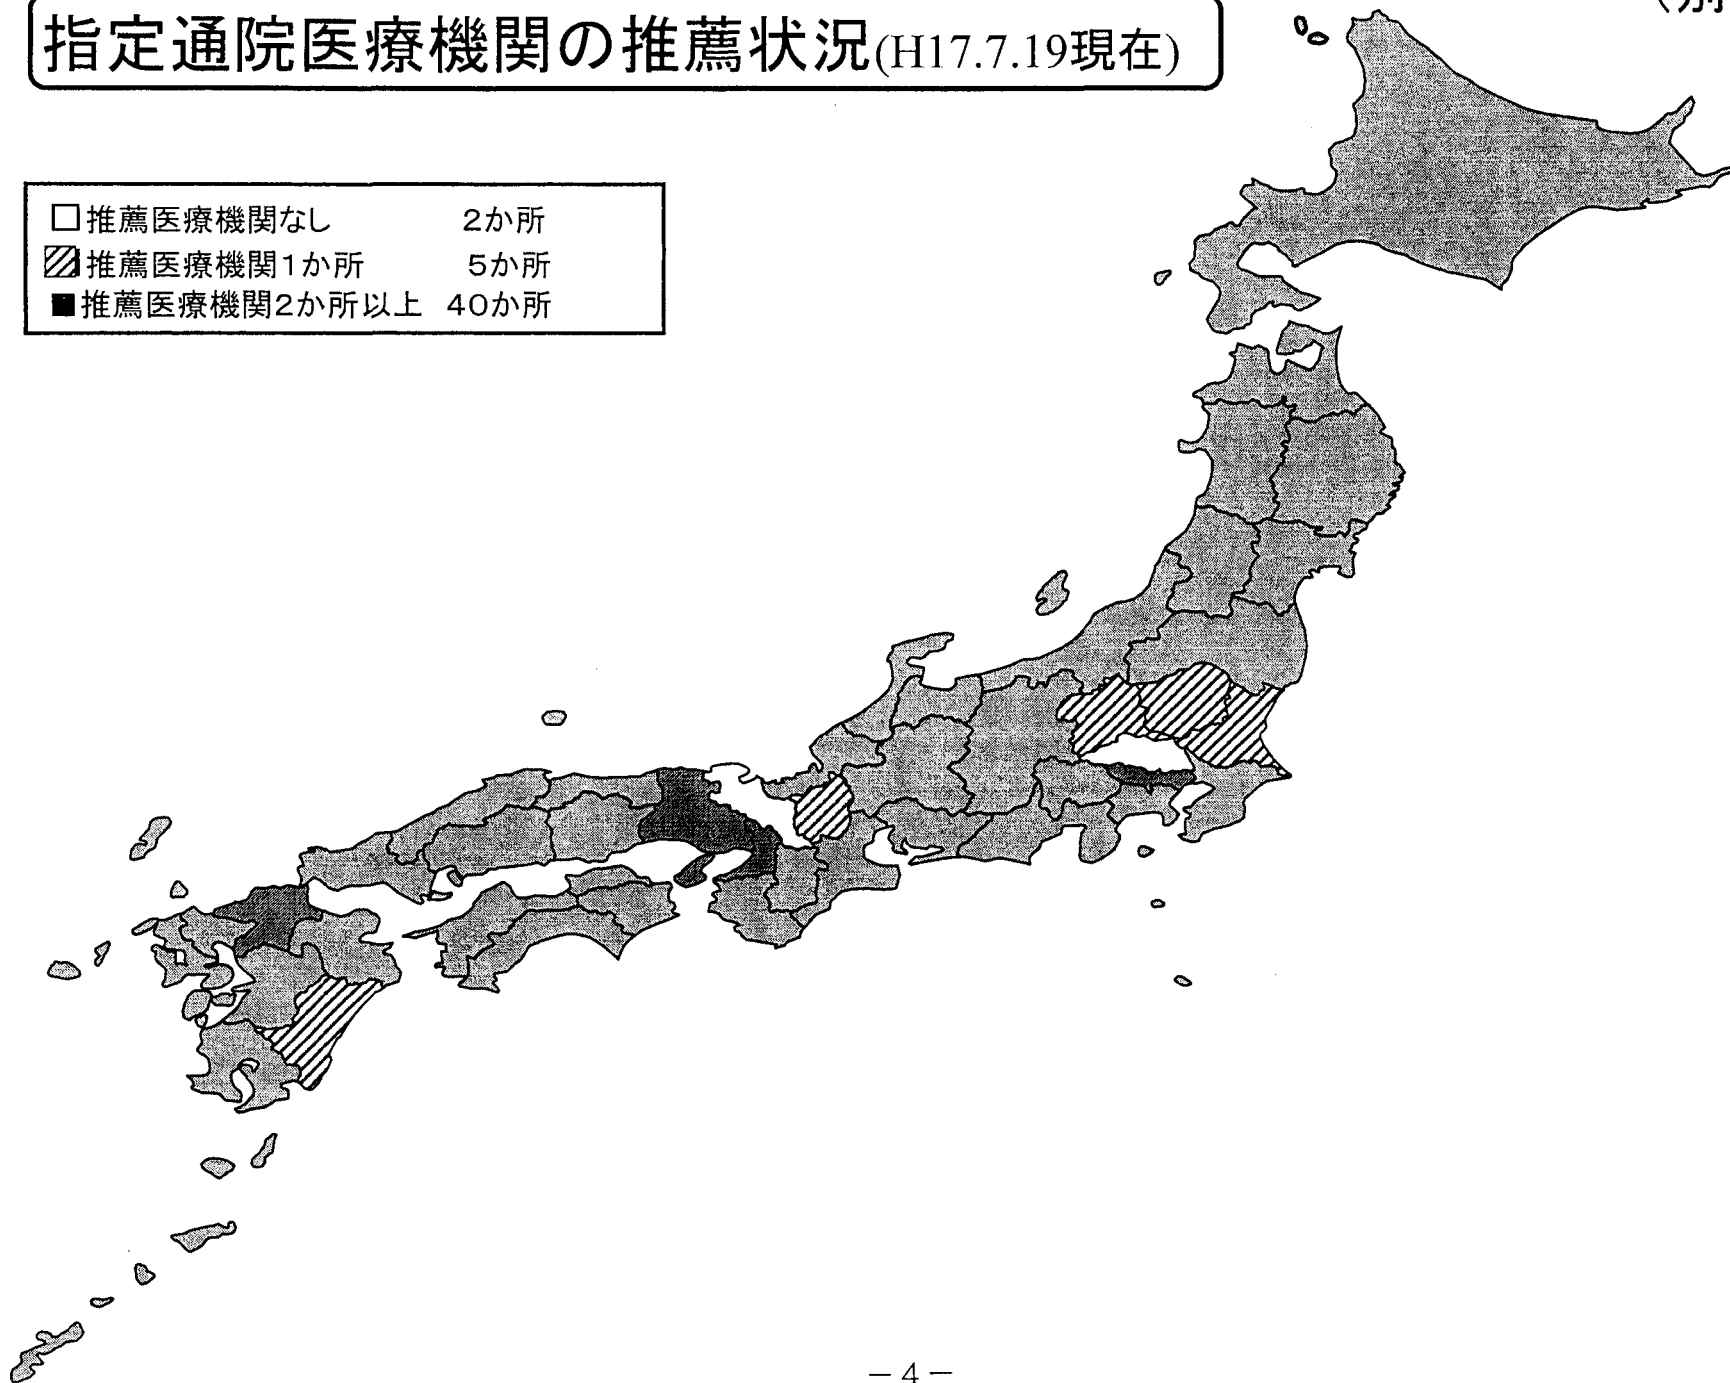 (別
指定通院医療機関の推薦状況(H17.7.19現在)
□推薦医療機関なし 2か所
推薦医療機関1か所 5か所
■推薦医療機関2か所以上 40か所
－4－